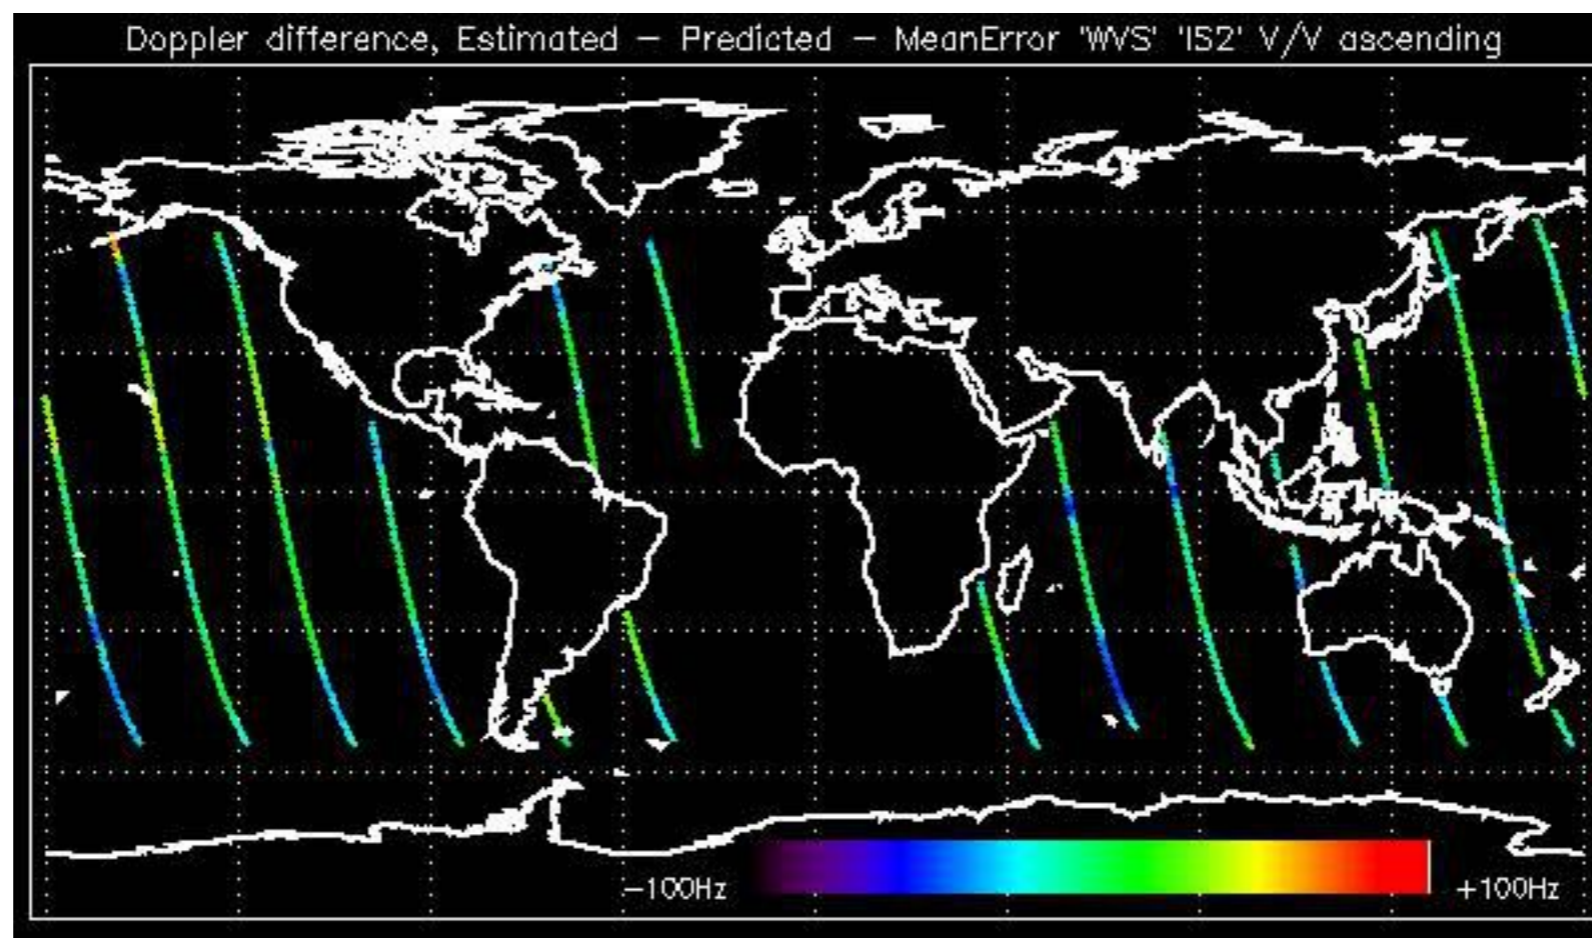 Doppler difference, Estimated − Predicted − MeanError 'WVS' 'IS2' V/V ascending
−100Hz
+100Hz